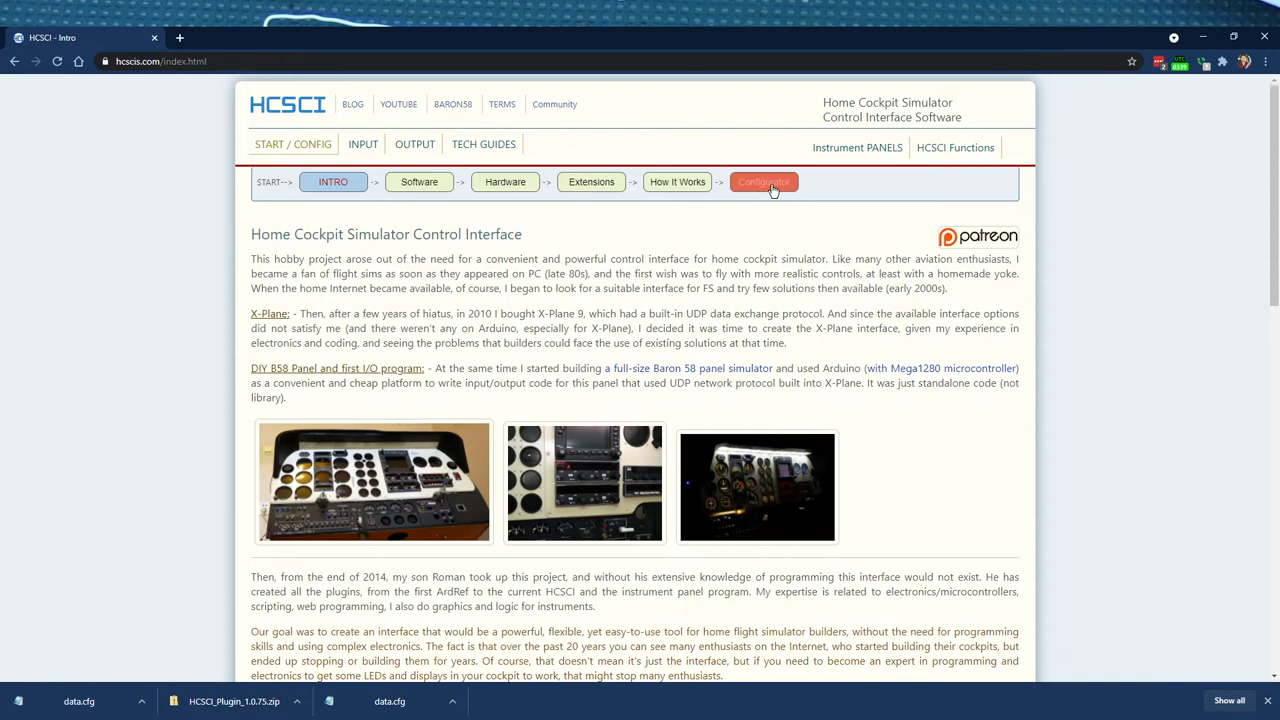 HCSCI - Intro
hcscis.com/index.html
2
UTC
0339
HCSCI
BLOG
YOUTUBE
BARON58
TERMS
Community
Home Cockpit Simulator
Control Interface Software
START / CONFIG
INPUT
OUTPUT
TECH GUIDES
Instrument PANELS
HCSCI Functions
START-->
INTRO
->
Software
->
Hardware
->
Extensions
->
How It Works
->
Configurator
Home Cockpit Simulator Control Interface
patreon
This hobby project arose out of the need for a convenient and powerful control interface for home cockpit simulator. Like many other aviation enthusiasts, I
became a fan of flight sims as soon as they appeared on PC (late 80s), and the first wish was to fly with more realistic controls, at least with a homemade yoke.
When the home Internet became available, of course, I began to look for a suitable interface for FS and try few solutions then available (early 2000s).
X-Plane: - Then, after a few years of hiatus, in 2010 I bought X-Plane 9, which had a built-in UDP data exchange protocol. And since the available interface options
did not satisfy me (and there weren't any on Arduino, especially for X-Plane), I decided it was time to create the X-Plane interface, given my experience in
electronics and coding, and seeing the problems that builders could face the use of existing solutions at that time.
DIY B58 Panel and first I/O program: - At the same time I started building a full-size Baron 58 panel simulator and used Arduino (with Mega1280 microcontroller)
as a convenient and cheap platform to write input/output code for this panel that used UDP network protocol built into X-Plane. It was just standalone code (not
library).
Then, from the end of 2014, my son Roman took up this project, and without his extensive knowledge of programming this interface would not exist. He has
created all the plugins, from the first ArdRef to the current HCSCI and the instrument panel program. My expertise is related to electronics/microcontrollers,
scripting, web programming, I also do graphics and logic for instruments.
Our goal was to create an interface that would be a powerful, flexible, yet easy-to-use tool for home flight simulator builders, without the need for programming
skills and using complex electronics. The fact is that over the past 20 years you can see many enthusiasts on the Internet, who started building their cockpits, but
ended up stopping or building them for years. Of course, that doesn't mean it's just the interface, but if you need to become an expert in programming and
electronics to get some LEDs and displays in your cockpit to work, that might stop many enthusiasts.
data.cfg
HCSCI_Plugin_1.0.75.zip
data.cfg
Show all